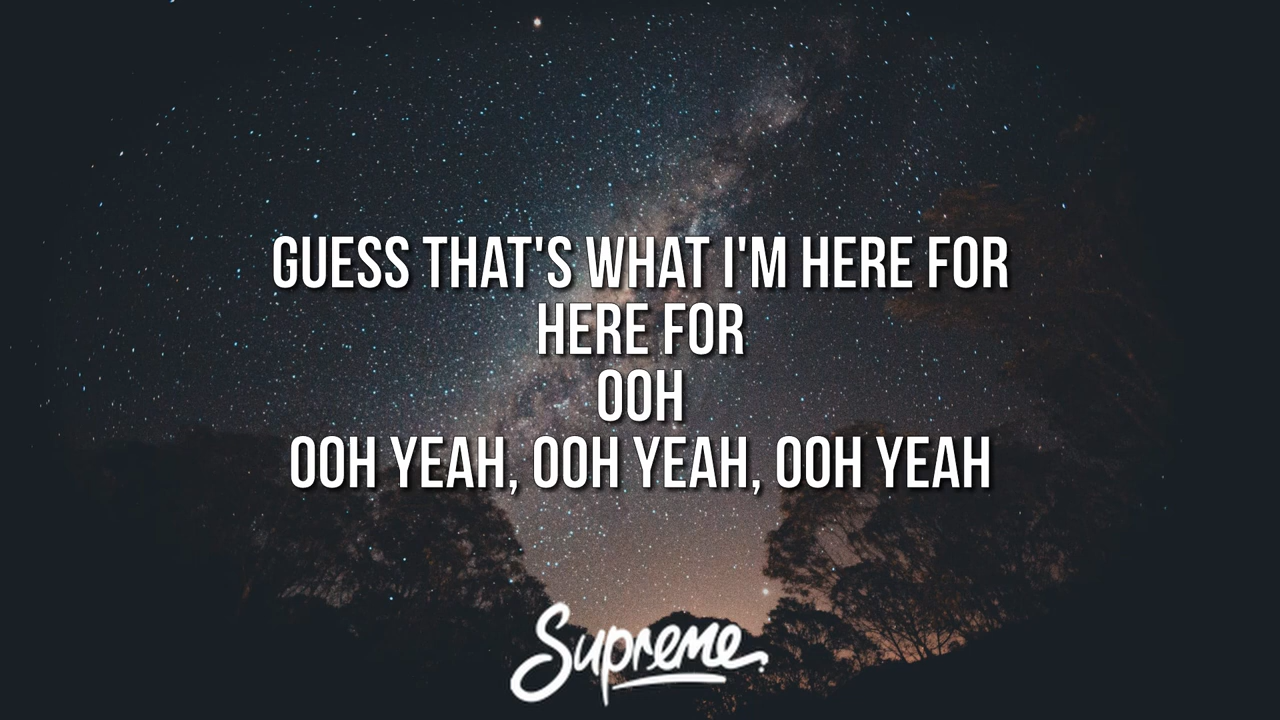 GUESS THAT'S WHAT I'M HERE FOR
HERE FOR
OOH
OOH YEAH, OOH YEAH, OOH YEAH
Supreme.